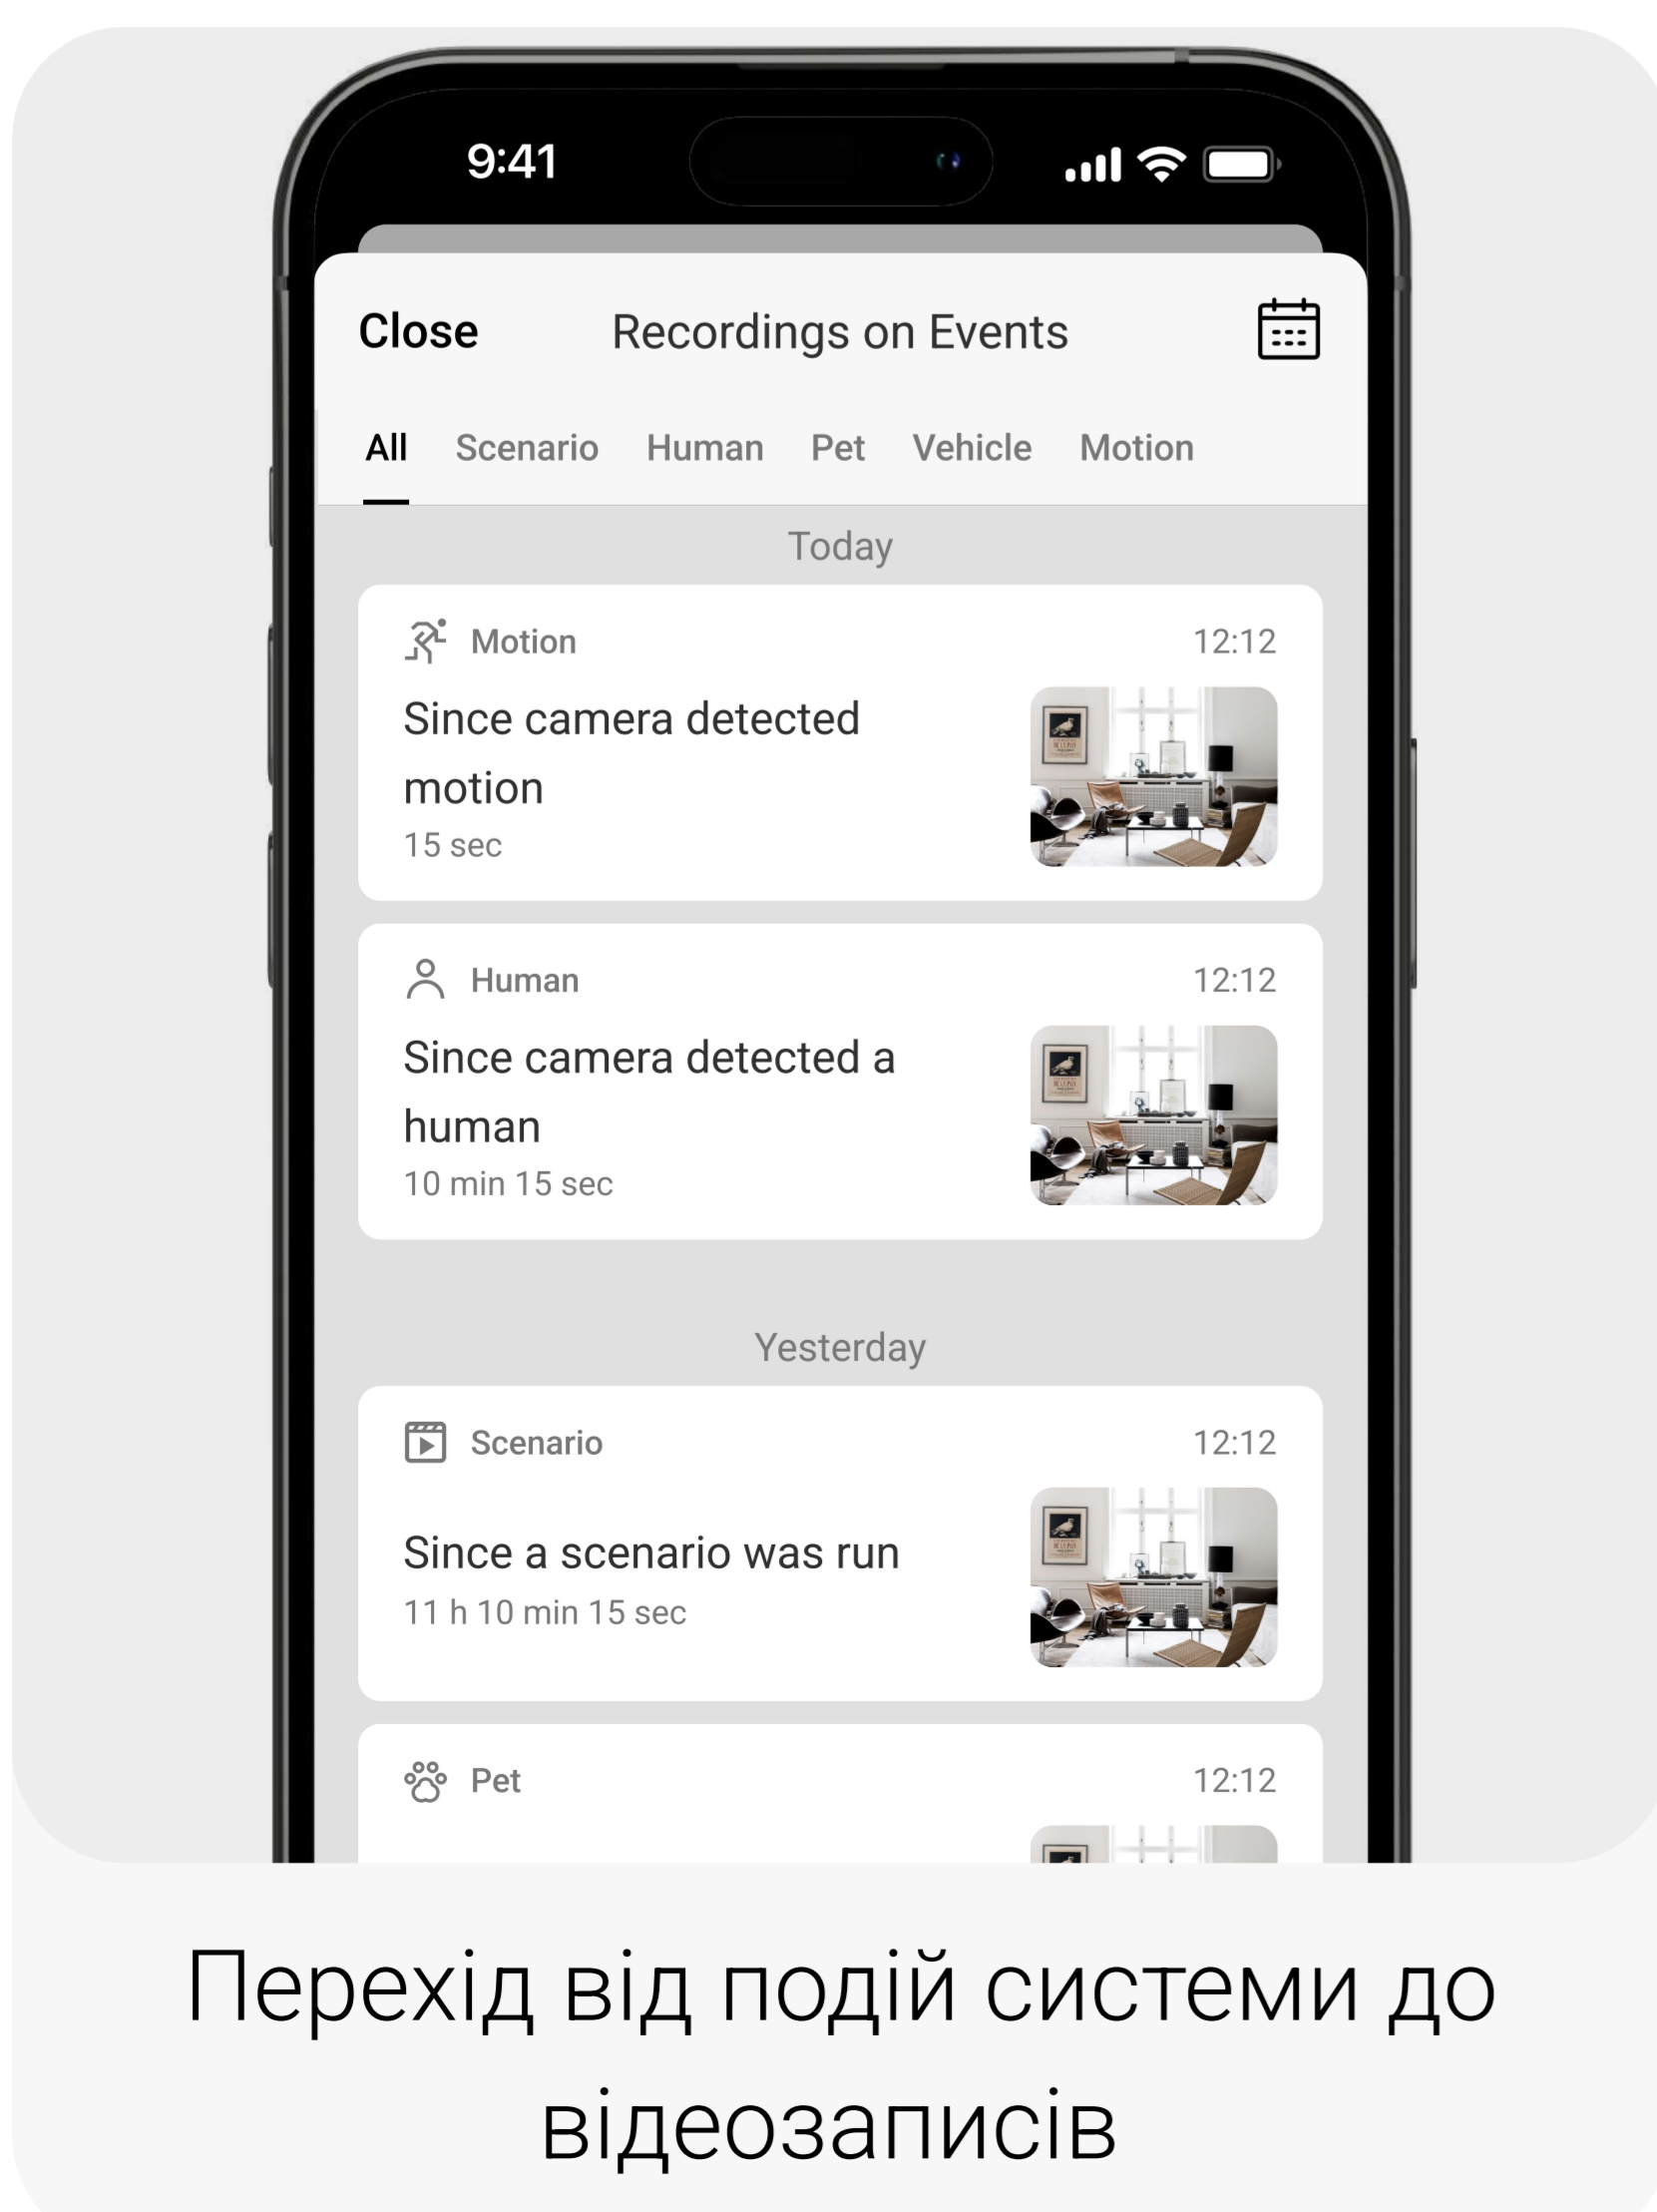 9:41
Close Recordings on Events
All Scenario Human Pet Vehicle Motion
Today
Motion 12:12
Since camera detected
motion
15 sec
Human 12:12
Since camera detected a
human
10 min 15 sec
Yesterday
Scenario 12:12
Since a scenario was run
11 h 10 min 15 sec
Pet 12:12
Перехід від подій системи до
відеозаписів